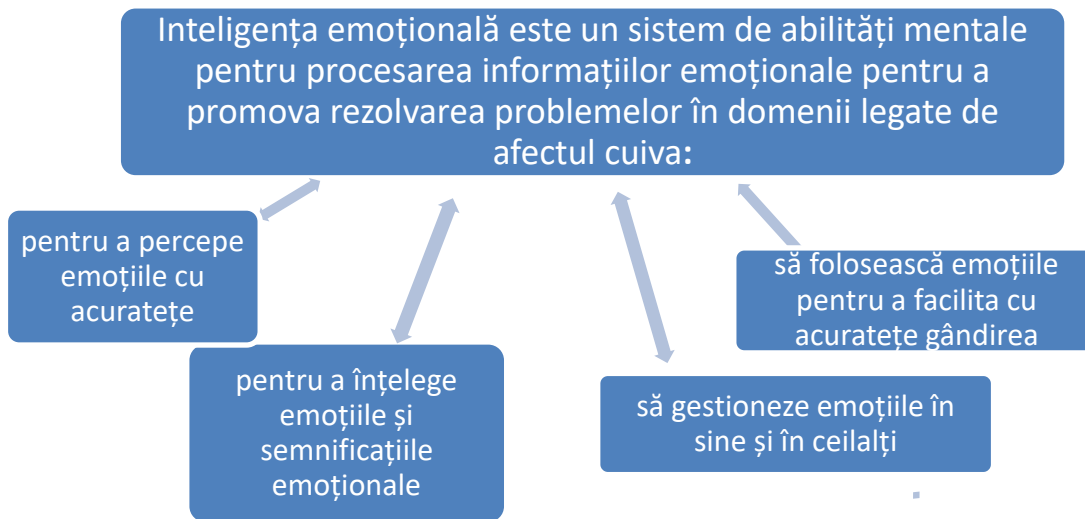 Inteligența emoțională este un sistem de abilități mentale
pentru procesarea informațiilor emoționale pentru a
promova rezolvarea problemelor în domenii legate de
afectul cuiva:
pentru a percepe
emoțiile cu
acuratețe
să folosească emoțiile
pentru a facilita cu
acuratețe gândirea
pentru a înțelege
emoțiile și
semnificațiile
emoționale
să gestioneze emoțiile în
sine și în ceilalți